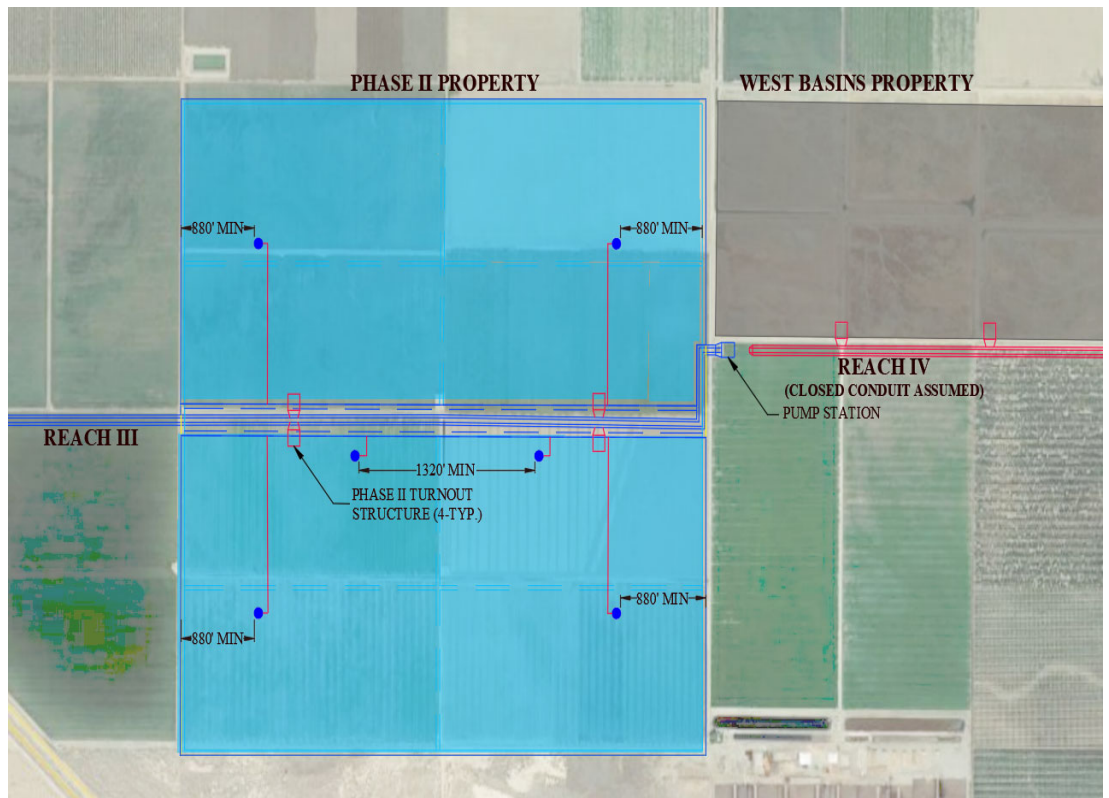 PHASE II PROPERTY
WEST BASINS PROPERTY
880' MIN
880' MIN
REACH IV
(CLOSED CONDUIT ASSUMED)
PUMP STATION
REACH III
1320' MIN
PHASE II TURNOUT
STRUCTURE (4-TYP.)
880' MIN
880' MIN